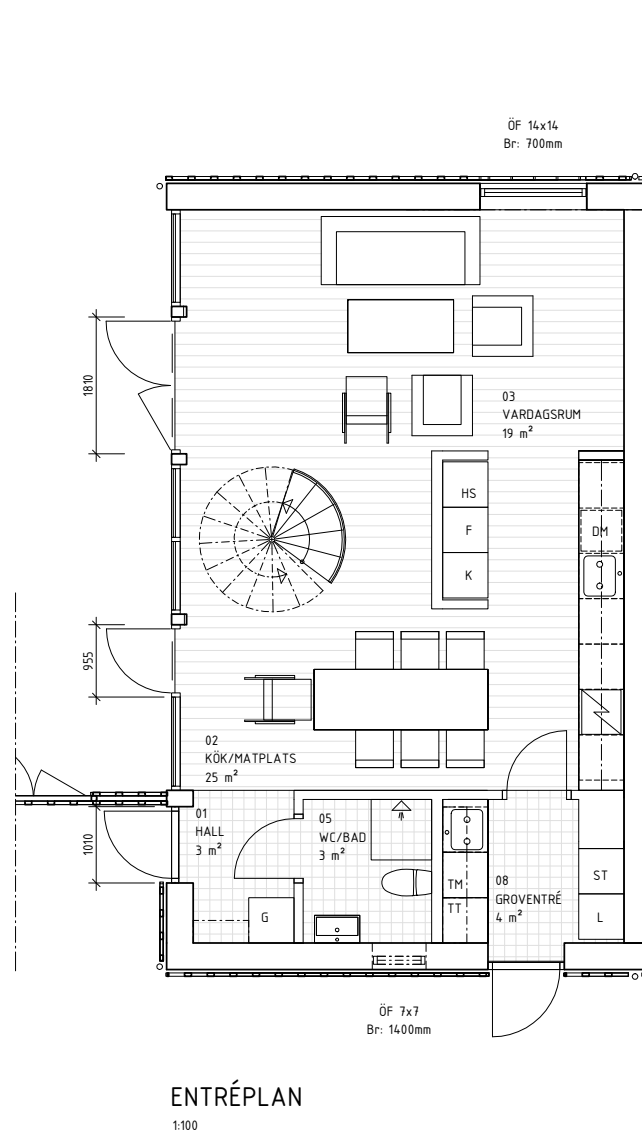 ÖF 14x14
Br: 700mm
1810
03
VARDAGSRUM
19 m²
HS
F
K
DM
955
02
KÖK/MATPLATS
25 m²
01
HALL
3 m²
05
WC/BAD
3 m²
1010
TM
TT
08
GROVENTRÉ
4 m²
ST
L
G
ÖF 7x7
Br: 1400mm
ENTRÉPLAN
1:100